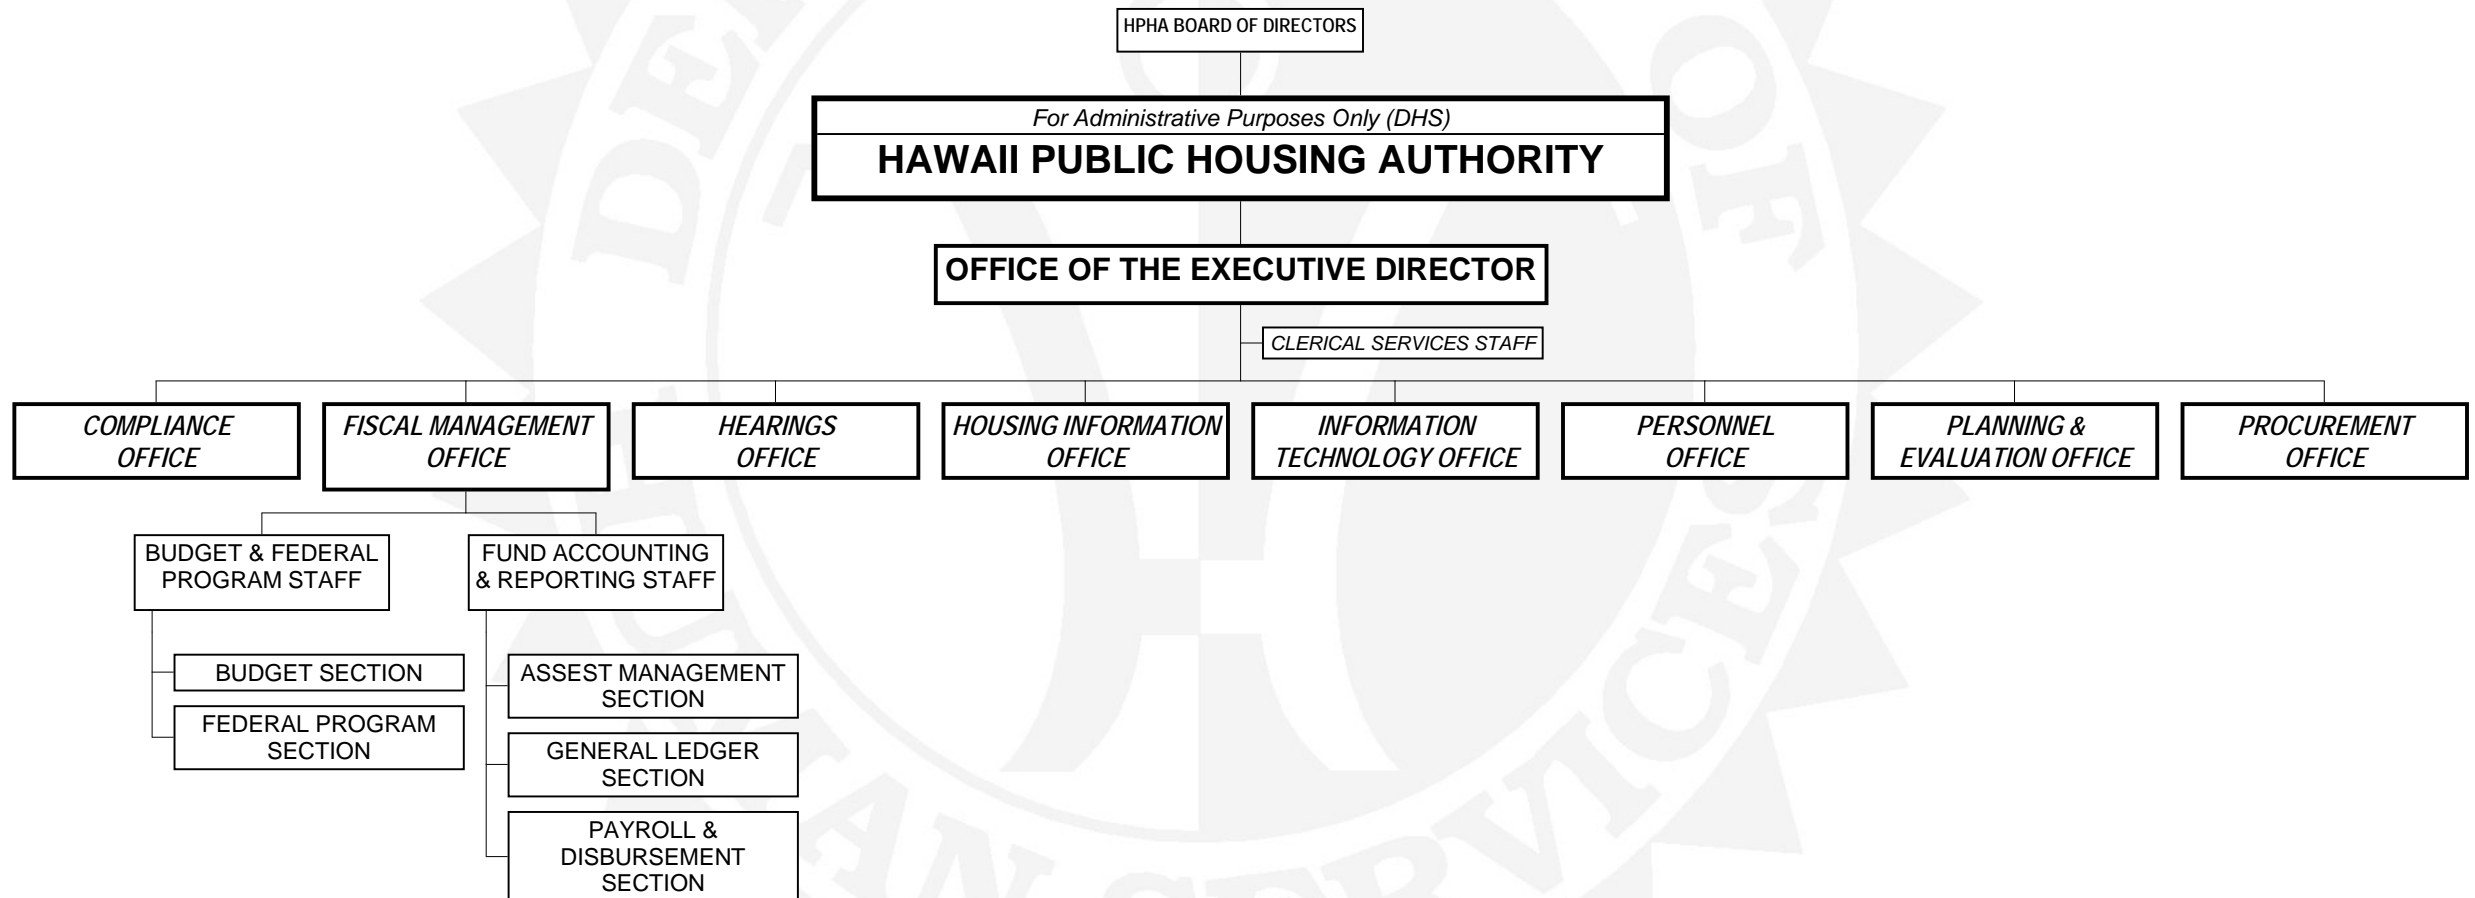 HPHA BOARD OF DIRECTORS
For Administrative Purposes Only (DHS)
HAWAII PUBLIC HOUSING AUTHORITY
OFFICE OF THE EXECUTIVE DIRECTOR
CLERICAL SERVICES STAFF
COMPLIANCE
OFFICE
FISCAL MANAGEMENT
OFFICE
HEARINGS
OFFICE
HOUSING INFORMATION
OFFICE
INFORMATION
TECHNOLOGY OFFICE
PERSONNEL
OFFICE
PLANNING &
EVALUATION OFFICE
PROCUREMENT
OFFICE
BUDGET & FEDERAL
PROGRAM STAFF
FUND ACCOUNTING
& REPORTING STAFF
BUDGET SECTION
FEDERAL PROGRAM
SECTION
ASSEST MANAGEMENT
SECTION
GENERAL LEDGER
SECTION
PAYROLL &
DISBURSEMENT
SECTION